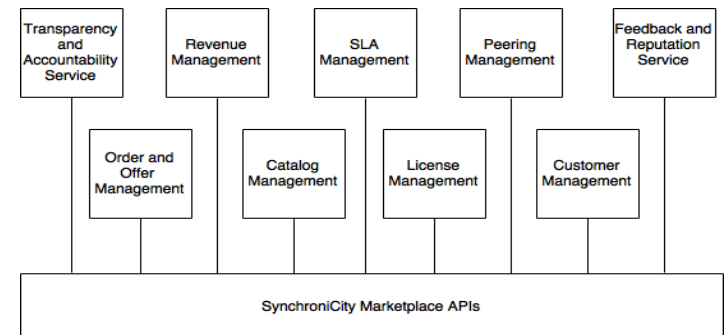 Transparency
and
Accountability
Service
Revenue
Management
SLA
Management
Peering
Management
Feedback and
Reputation
Service
Order and
Offer
Management
Catalog
Management
License
Management
Customer
Management
SynchroniCity Marketplace APIs